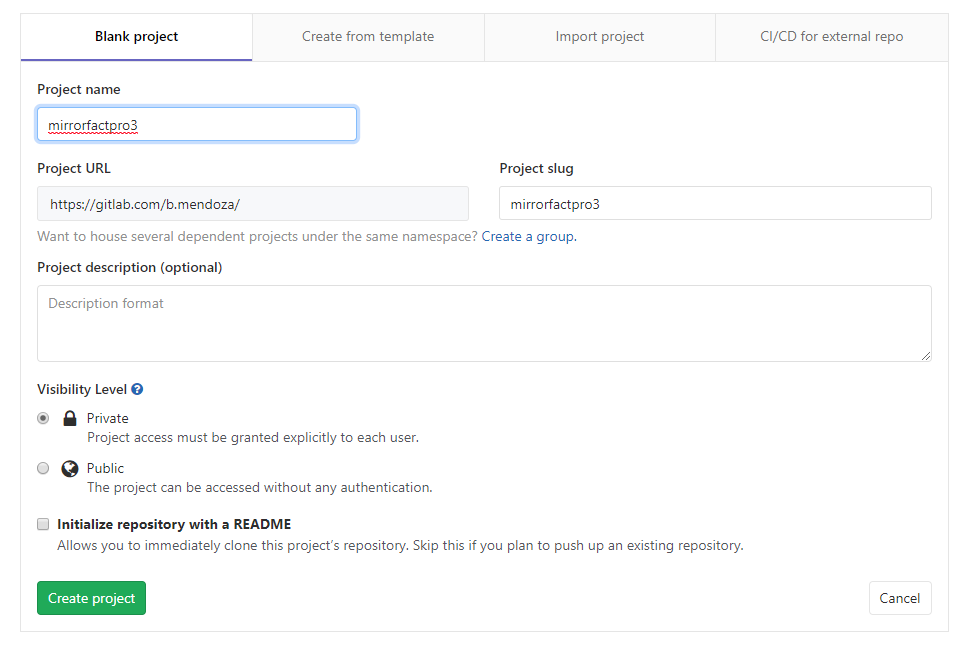 Blank project
Create from template
Import project
CI/CD for external repo
Project name
mirrorfactpro3
Project URL
Project slug
https://gitlab.com/b.mendoza/
mirrorfactpro3
Want to house several dependent projects under the same namespace? Create a group.
Project description (optional)
Description format
Visibility Level ?
Private
Project access must be granted explicitly to each user.
Public
The project can be accessed without any authentication.
Initialize repository with a README
Allows you to immediately clone this project's repository. Skip this if you plan to push up an existing repository.
Create project
Cancel